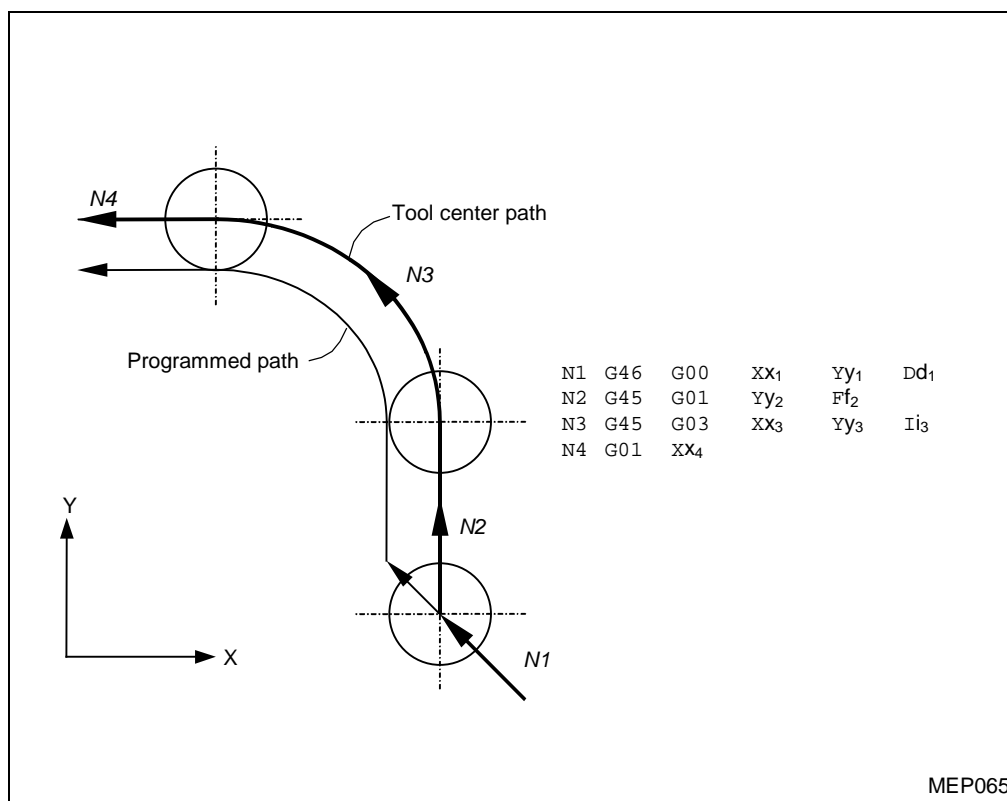 N4
Tool center path
N3
Programmed path
N1 G46 G00 Xx₁ Yy₁ Dd₁
N2 G45 G01 Yy₂ Ff₂
N3 G45 G03 Xx₃ Yy₃ Ii₃
N4 G01 Xx₄
Y
N2
X
N1
MEP065